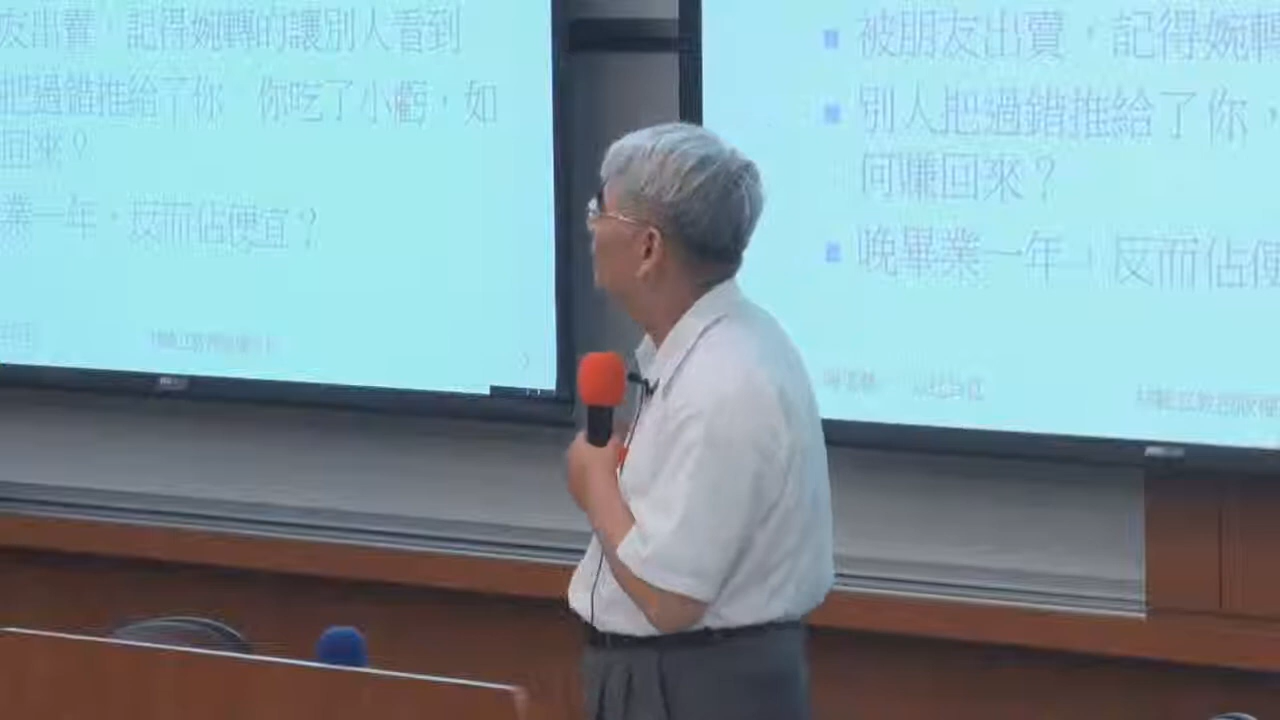 友出賣，記得婉轉的讓別人看到
把過錯推給了你 你吃了小虧，如
回來？
業一年，反而佔便宜？
被朋友出賣，記得婉轉
別人把過錯推給了你，
何賺回來？
晚畢業一年，反而佔便